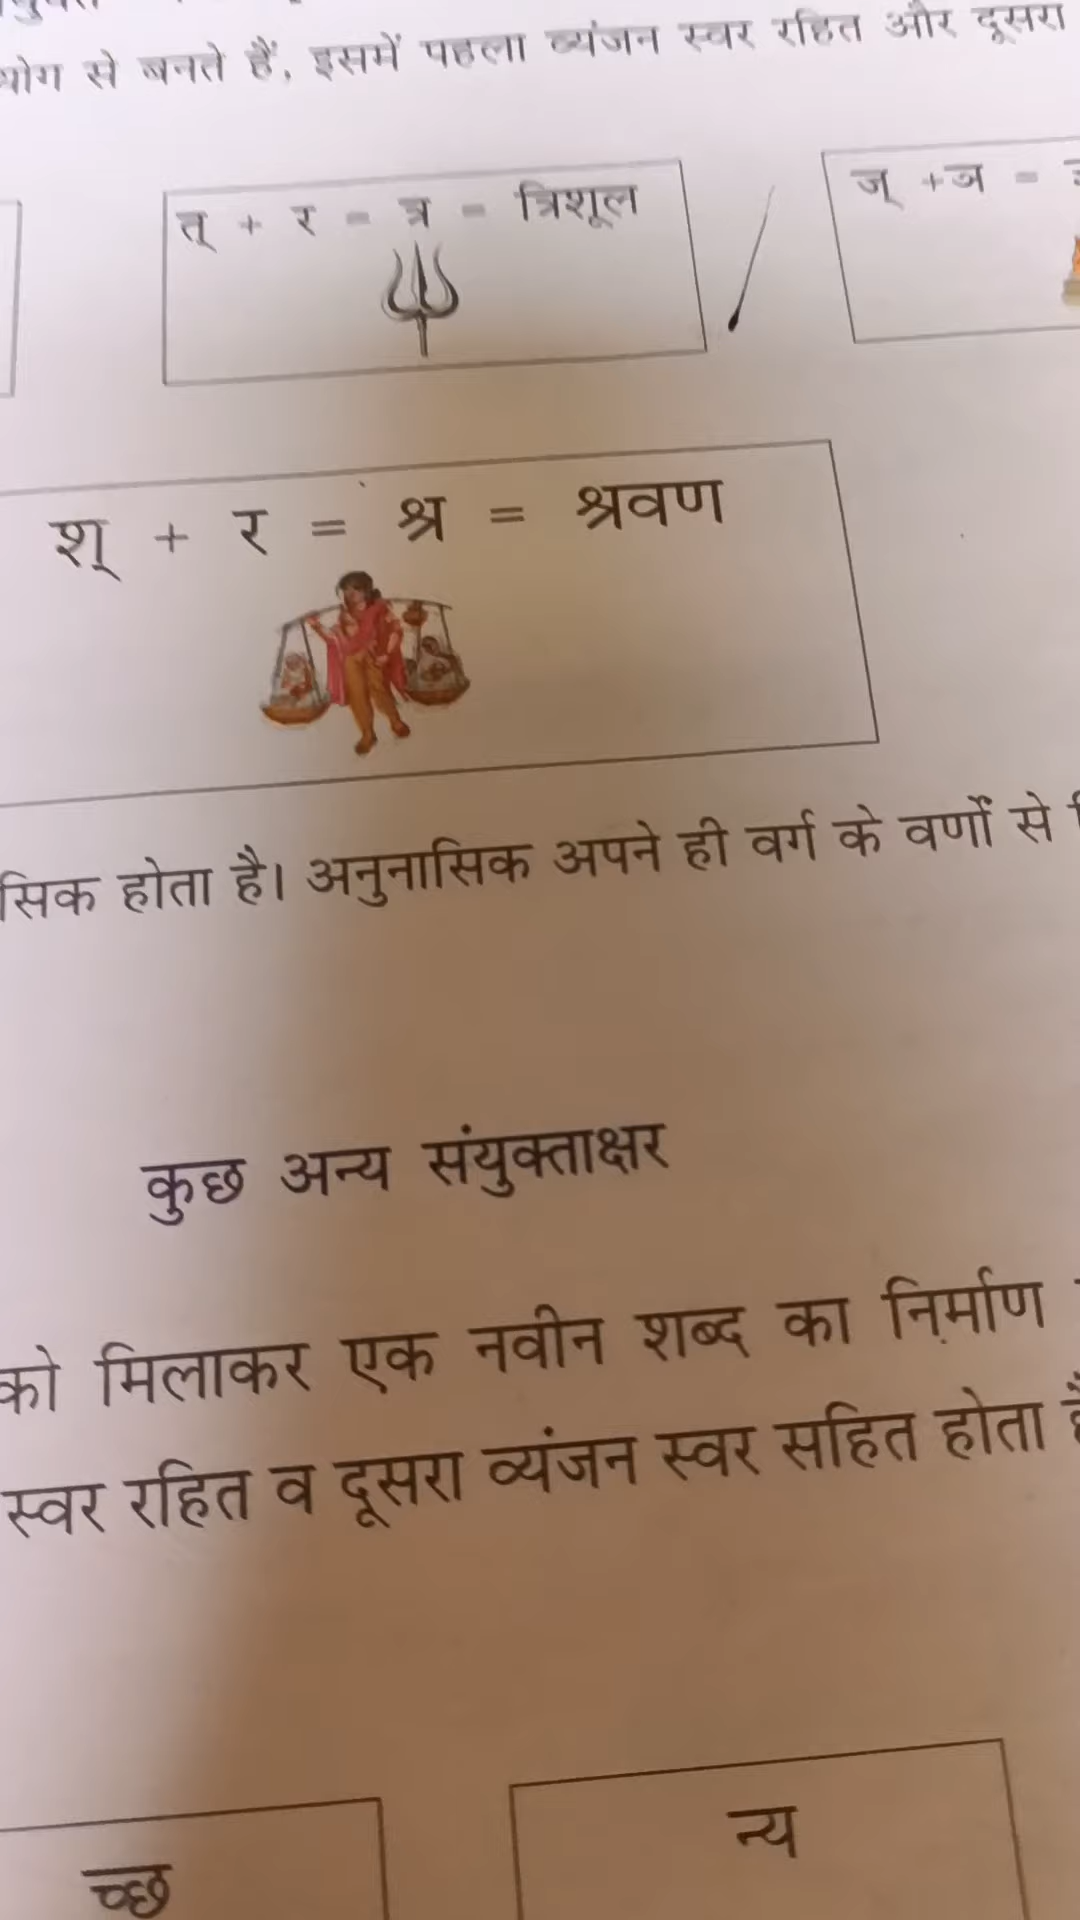 योग से बनते हैं, इसमें पहला व्यंजन स्वर रहित और दूसरा
त् + र = त्र = त्रिशूल
ज् +ञ =
श् + र = श्र = श्रवण
सिक होता है। अनुनासिक अपने ही वर्ग के वर्णों से
कुछ अन्य संयुक्ताक्षर
को मिलाकर एक नवीन शब्द का निर्माण
स्वर रहित व दूसरा व्यंजन स्वर सहित होता है
च्छ
न्य